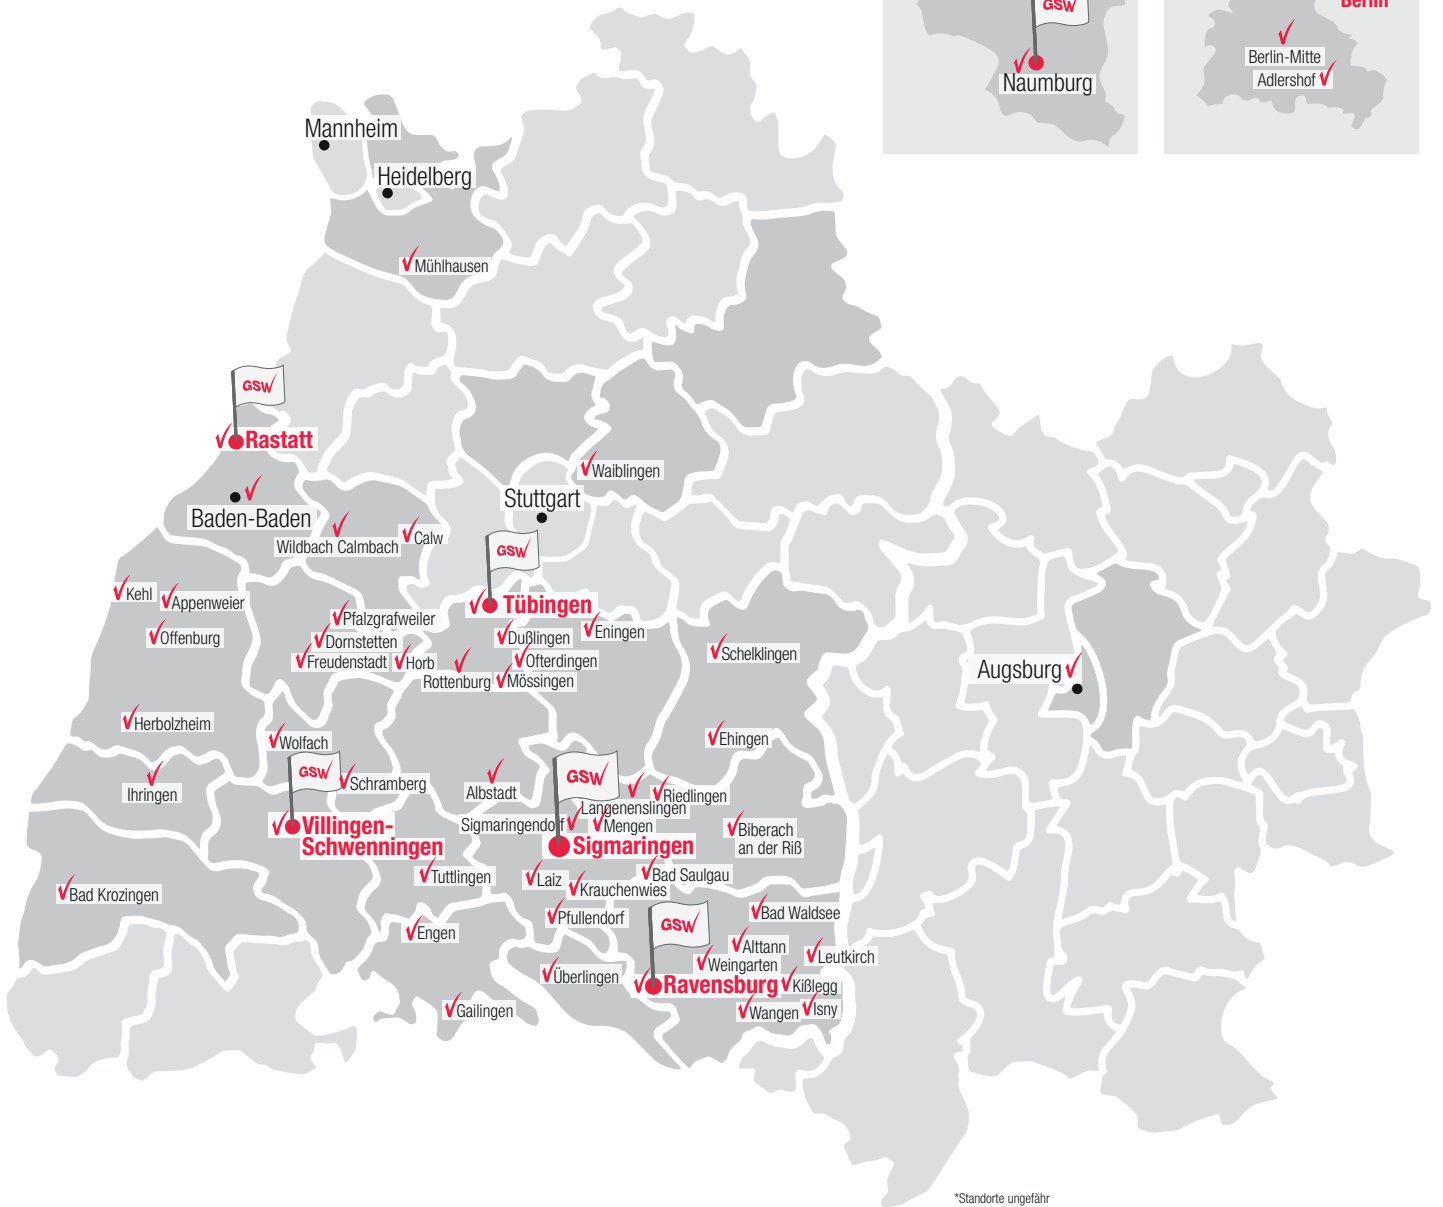 GSW
Naumburg
Berlin
Berlin-Mitte
Adlershof
Mannheim
Heidelberg
Mühlhausen
GSW
Rastatt
Baden-Baden
Waiblingen
Stuttgart
Wildbach Calmbach
Calw
GSW
Tübingen
Kehl
Appenweier
Offenburg
Pfalzgrafweiler
Dornstetten
Freudenstadt
Horb
Rottenburg
Dußlingen
Eningen
Ofterdingen
Mössingen
Schelklingen
Augsburg
Herbolzheim
Wolfach
Ehingen
Ihringen
GSW
Schramberg
Albstadt
GSW
Riedlingen
Langenenslingen
Sigmaringendorf
Mengen
Villingen-
Schwenningen
Sigmaringen
Biberach
an der Riß
Tuttlingen
Laiz
Krauchenwies
Bad Saulgau
Bad Krozingen
Pfullendorf
GSW
Bad Waldsee
Engen
Alttann
Leutkirch
Weingarten
Überlingen
Ravensburg
Kißlegg
Gailingen
Wangen
Isny
*Standorte ungefähr